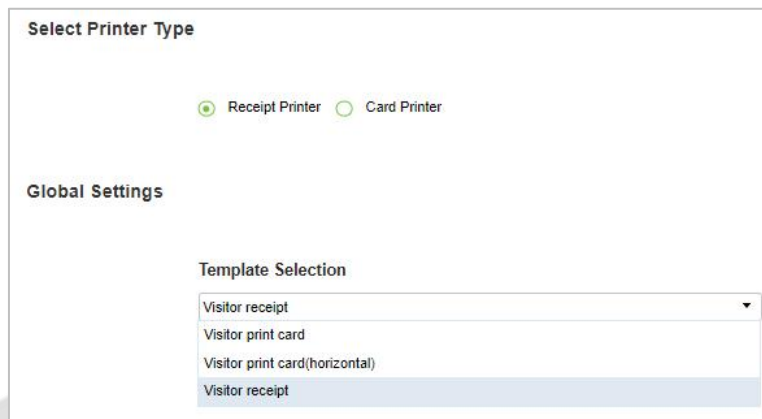 Select Printer Type
Receipt Printer Card Printer
Global Settings
Template Selection
Visitor receipt
Visitor print card
Visitor print card(horizontal)
Visitor receipt